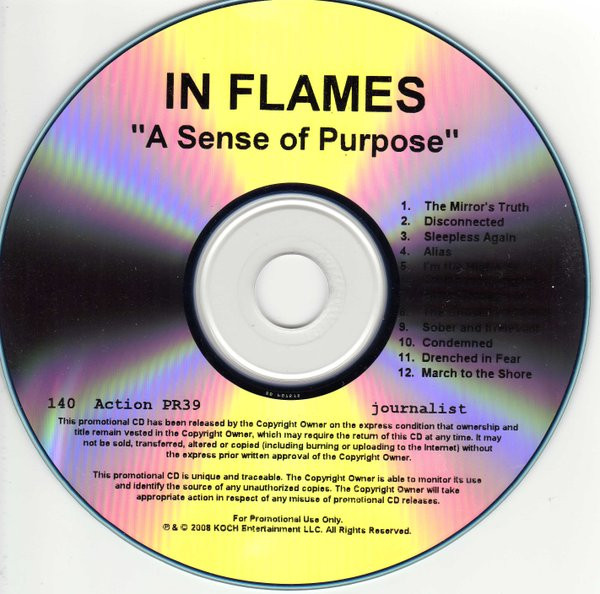 IN FLAMES
"A Sense of Purpose"
1. The Mirror's Truth
2. Disconnected
3. Sleepless Again
4. Alias
5. I'm the
8.
9. Sober and Irrelevant
10. Condemned
11. Drenched in Fear
12. March to the Shore
140 Action PR39 journalist
This promotional CD has been released by the Copyright Owner on the express condition that ownership and
title remain vested in the Copyright Owner, which may require the return of this CD at any time. It may
not be sold, transferred, altered or copied (including burning or uploading to the Internet) without
the express prior written approval of the Copyright Owner.
This promotional CD is unique and traceable. The Copyright Owner is able to monitor its use
and identify the source of any unauthorized copies. The Copyright Owner will take
appropriate action in respect of any misuse of promotional CD releases.
For Promotional Use Only.
℗ & © 2008 KOCH Entertainment LLC. All Rights Reserved.